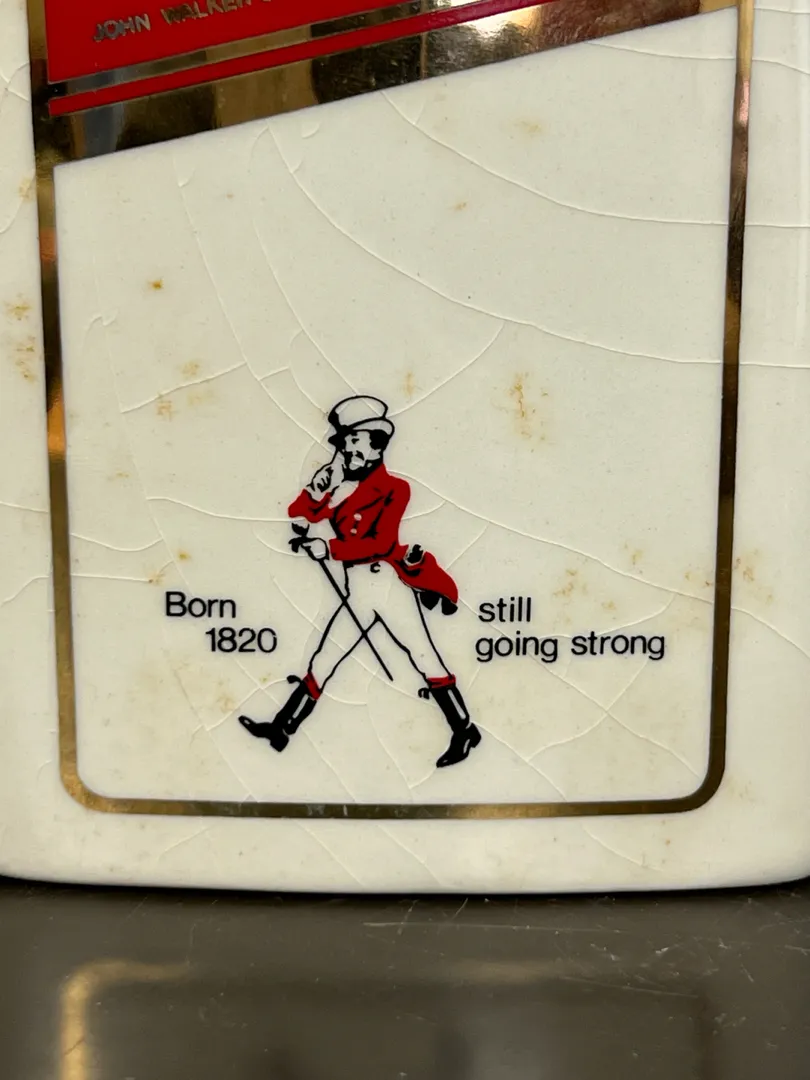 JOHN WALKER
Born
1820
still
going strong